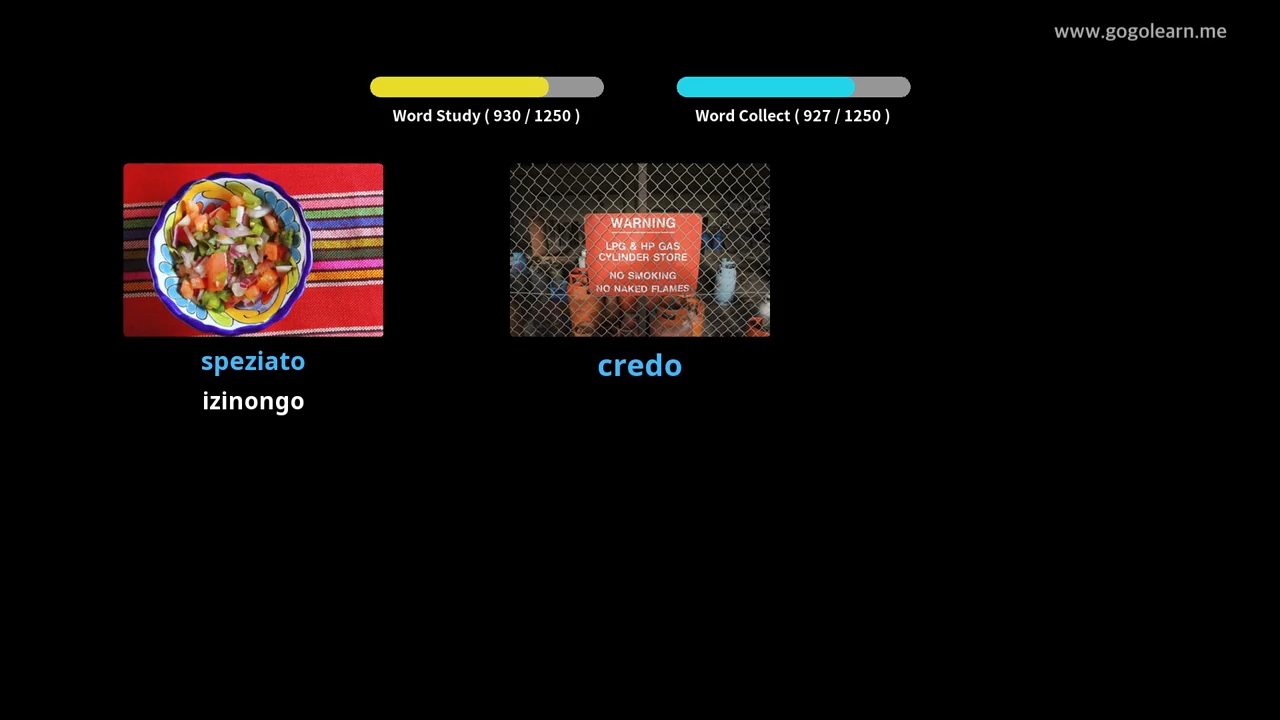 www.gogolearn.me
Word Study ( 930 / 1250 )
Word Collect ( 927 / 1250 )
WARNING
LPG & HP GAS
CYLINDER STORE
NO SMOKING
NO NAKED FLAMES
speziato
izinongo
credo